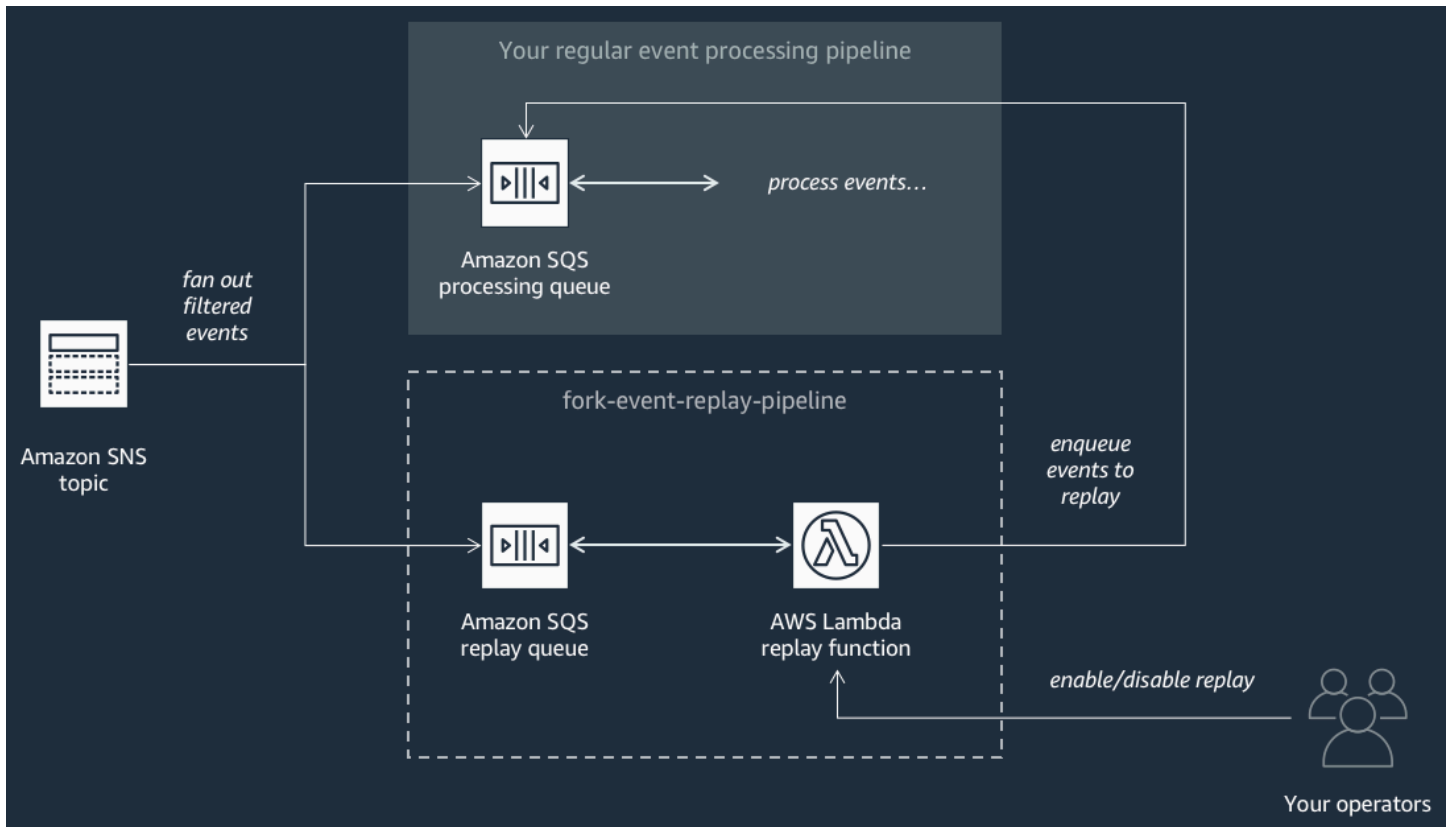 Your regular event processing pipeline
process events...
Amazon SQS
processing queue
fan out
filtered
events
Amazon SNS
topic
fork-event-replay-pipeline
enqueue
events to
replay
Amazon SQS
replay queue
AWS Lambda
replay function
enable/disable replay
Your operators